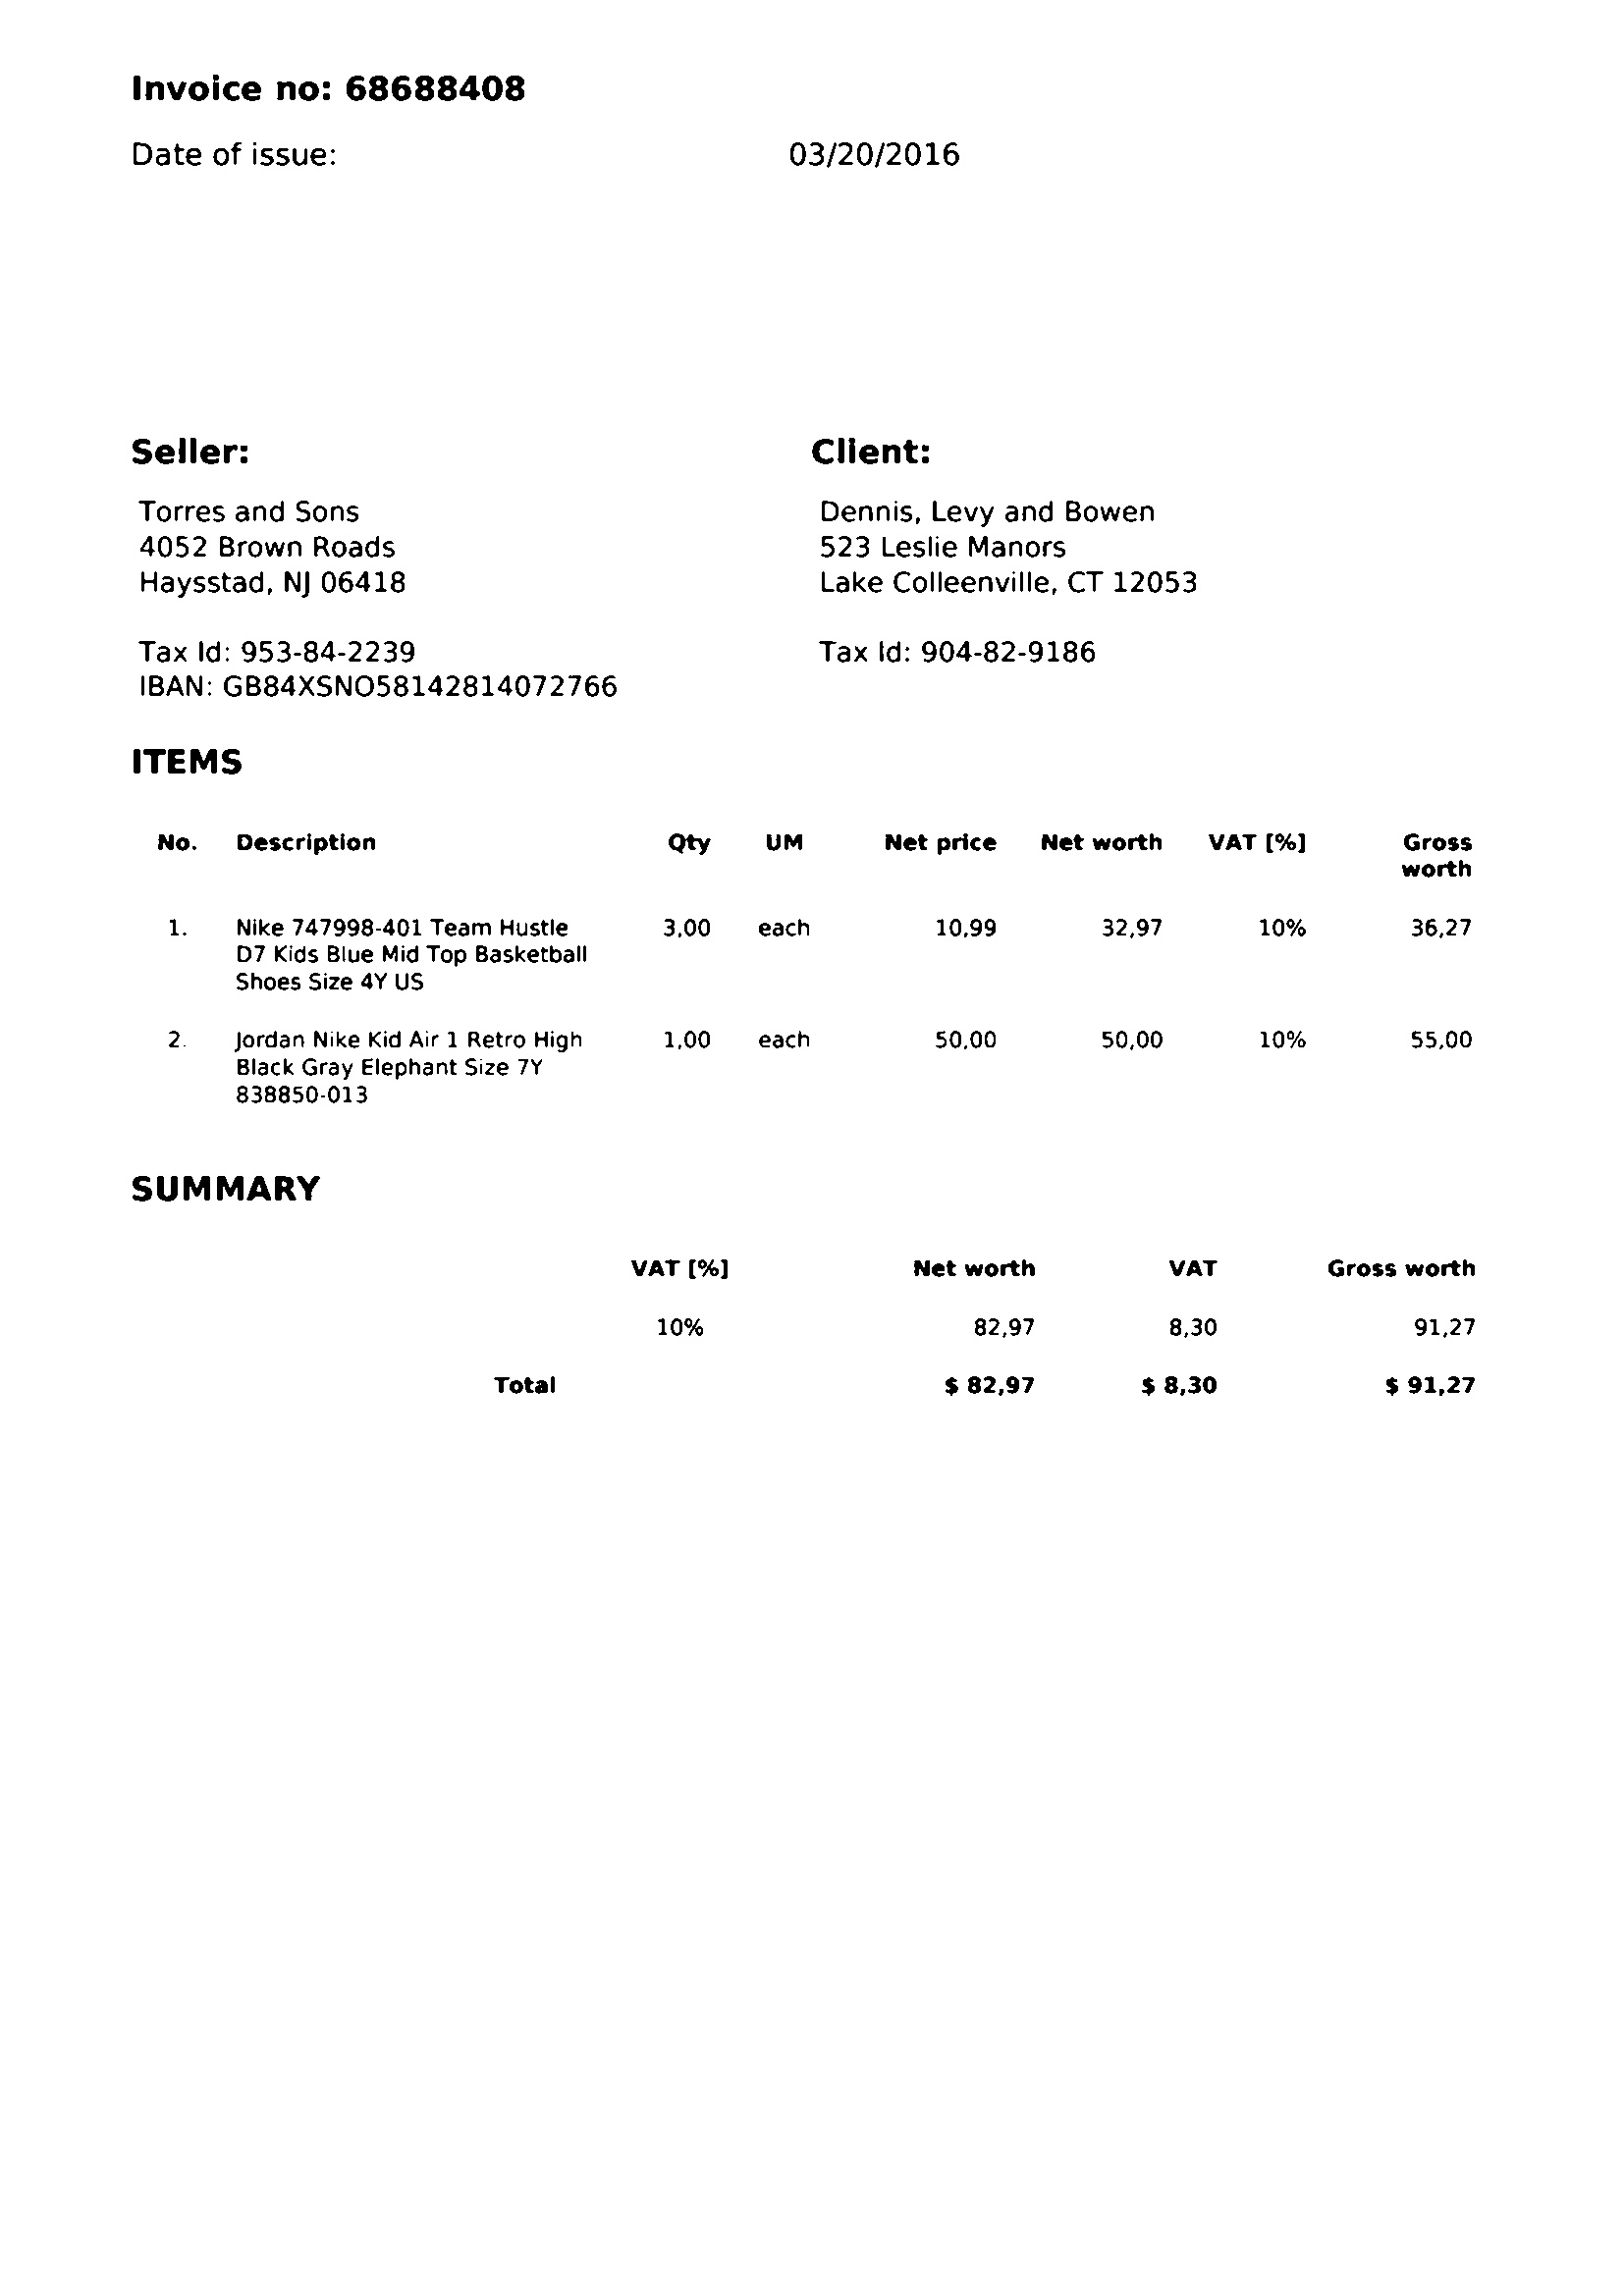 Invoice no: 68688408
Date of issue: 03/20/2016
Seller: Client:
Torres and Sons Dennis, Levy and Bowen
4052 Brown Roads 523 Leslie Manors
Haysstad, NJ 06418 Lake Colleenville, CT 12053
Tax Id: 953-84-2239 Tax Id: 904-82-9186
IBAN: GB84XSNO58142814072766
ITEMS
No. Description Qty UM Net price Net worth VAT [%] Gross
worth
1. Nike 747998-401 Team Hustle 3,00 each 10,99 32,97 10% 36,27
D7 Kids Blue Mid Top Basketball
Shoes Size 4Y US
2. Jordan Nike Kid Air 1 Retro High 1,00 each 50,00 50,00 10% 55,00
Black Gray Elephant Size 7Y
838850-013
SUMMARY
VAT [%] Net worth VAT Gross worth
10% 82,97 8,30 91,27
Total $ 82,97 $ 8,30 $ 91,27